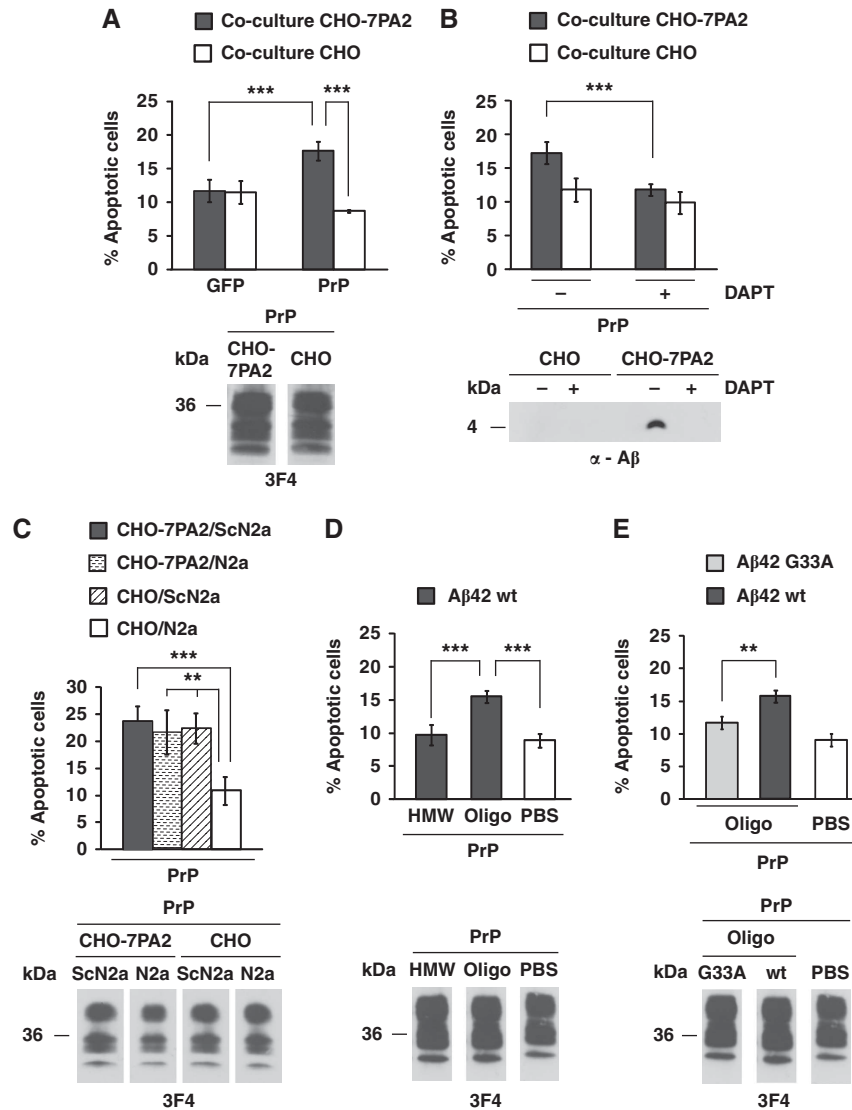 A
Co-culture CHO-7PA2
Co-culture CHO
% Apoptotic cells
25
20
15
10
5
0
***
***
GFP PrP
PrP
kDa
CHO-
7PA2
CHO
36
3F4
B
Co-culture CHO-7PA2
Co-culture CHO
% Apoptotic cells
25
20
15
10
5
0
***
– + DAPT
PrP
CHO CHO-7PA2
kDa – + – + DAPT
4
α - Aβ
C
CHO-7PA2/ScN2a
CHO-7PA2/N2a
CHO/ScN2a
CHO/N2a
% Apoptotic cells
30
25
20
15
10
5
0
***
**
PrP
PrP
CHO-7PA2 CHO
kDa ScN2a N2a ScN2a N2a
36
3F4
D
Aβ42 wt
% Apoptotic cells
25
20
15
10
5
0
*** ***
HMW Oligo PBS
PrP
PrP
kDa HMW Oligo PBS
36
3F4
E
Aβ42 G33A
Aβ42 wt
% Apoptotic cells
25
20
15
10
5
0
**
Oligo PBS
PrP
PrP
Oligo
kDa G33A wt PBS
36
3F4